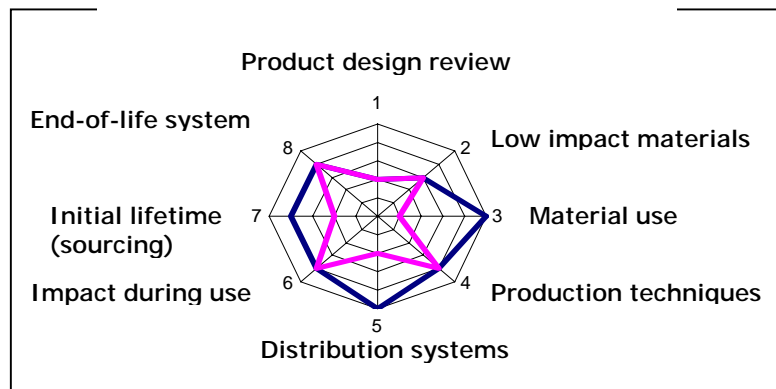 Product design review
1
End-of-life system
8
2
Low impact materials
Initial lifetime
(sourcing)
7
3
Material use
Impact during use
6
4
Production techniques
5
Distribution systems